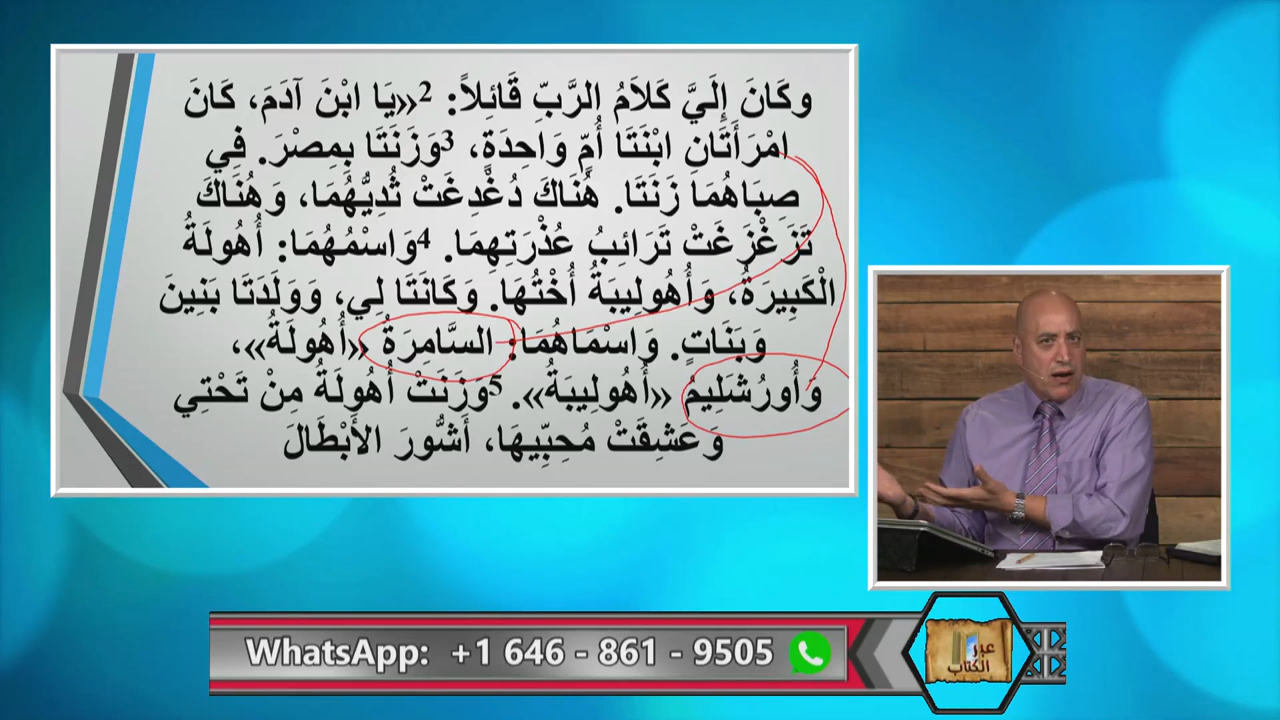 وكَانَ إِلَيَّ كَلاَمُ الرَّبِّ قَائِلاً: 2«يَا ابْنَ آدَمَ، كَانَ
امْرَأَتَانِ ابْنَتَا أُمٍّ وَاحِدَةٍ، 3وَزَنَتَا بِمِصْرَ. فِي
صِبَاهُمَا زَنَتَا. هُنَاكَ دُغْدِغَتْ ثُدِيُّهُمَا، وَهُنَاكَ
تَزَغْزَغَتْ تَرَائِبُ عُذْرَتِهِمَا. 4وَاسْمُهُمَا: أُهُولَةُ
الْكَبِيرَةُ، وَأُهُولِيبَةُ أُخْتُهَا. وَكَانَتَا لِي، وَوَلَدَتَا بَنِينَ
وَبَنَاتٍ. وَاسْمَاهُمَا: السَّامِرَةُ «أُهُولَةُ»،
وَأُورُشَلِيمُ «أُهُولِيبَةُ». 5وَزَنَتْ أُهُولَةُ مِنْ تَحْتِي
وَعَشِقَتْ مُحِبِّيهَا، أَشُّورَ الأَبْطَالَ
WhatsApp: +1 646 - 861 - 9505
عبر
الكتاب